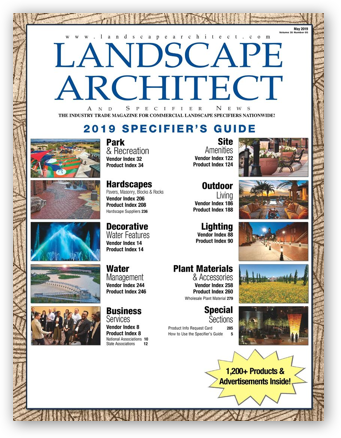 May 2019
Volume 35 Number 05
www.landscapearchitect.com
LANDSCAPE
ARCHITECT
And Specifier News
THE INDUSTRY TRADE MAGAZINE FOR COMMERCIAL LANDSCAPE SPECIFIERS NATIONWIDE!
2019 SPECIFIER'S GUIDE
Park
& Recreation
Vendor Index 32
Product Index 34
Hardscapes
Pavers, Masonry, Blocks & Rocks
Vendor Index 206
Product Index 208
Hardscape Suppliers 238
Decorative
Water Features
Vendor Index 14
Product Index 14
Water
Management
Vendor Index 244
Product Index 246
Business
Services
Vendor Index 8
Product Index 8
National Associations 10
State Associations 12
Site
Amenities
Vendor Index 122
Product Index 124
Outdoor
Living
Vendor Index 186
Product Index 188
Lighting
Vendor Index 88
Product Index 90
Plant Materials
& Accessories
Vendor Index 258
Product Index 260
Wholesale Plant Material 279
Special
Sections
Product Info Request Card 285
How to Use the Specifier's Guide 5
1,200+ Products &
Advertisements Inside!